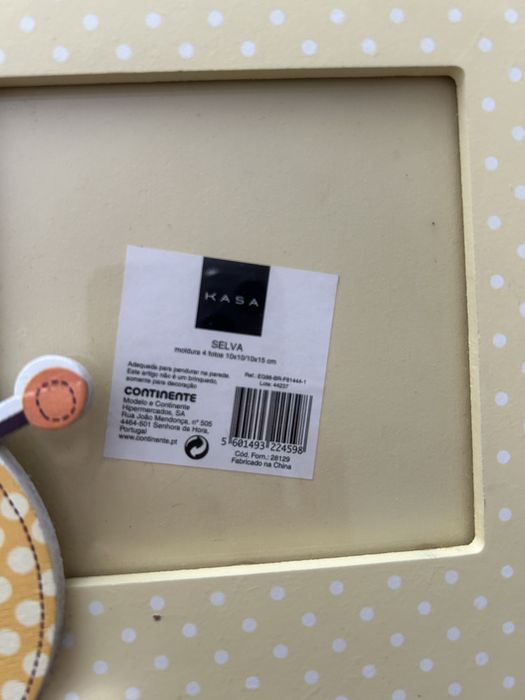 KASA
SELVA
moldura 4 fotos 10x10/10x15 cm
Adequada para pendurar na parede.
Este artigo não é um brinquedo,
somente para decoração
Ref.: EG98-BR-F91444-1
Lote: 44237
CONTINENTE
Modelo e Continente
Hipermercados, SA
Rua João Mendonça, nº 505
4464-501 Senhora da Hora,
Portugal
www.continente.pt
5 601493 224598
Cód. Forn.: 28129
Fabricado na China